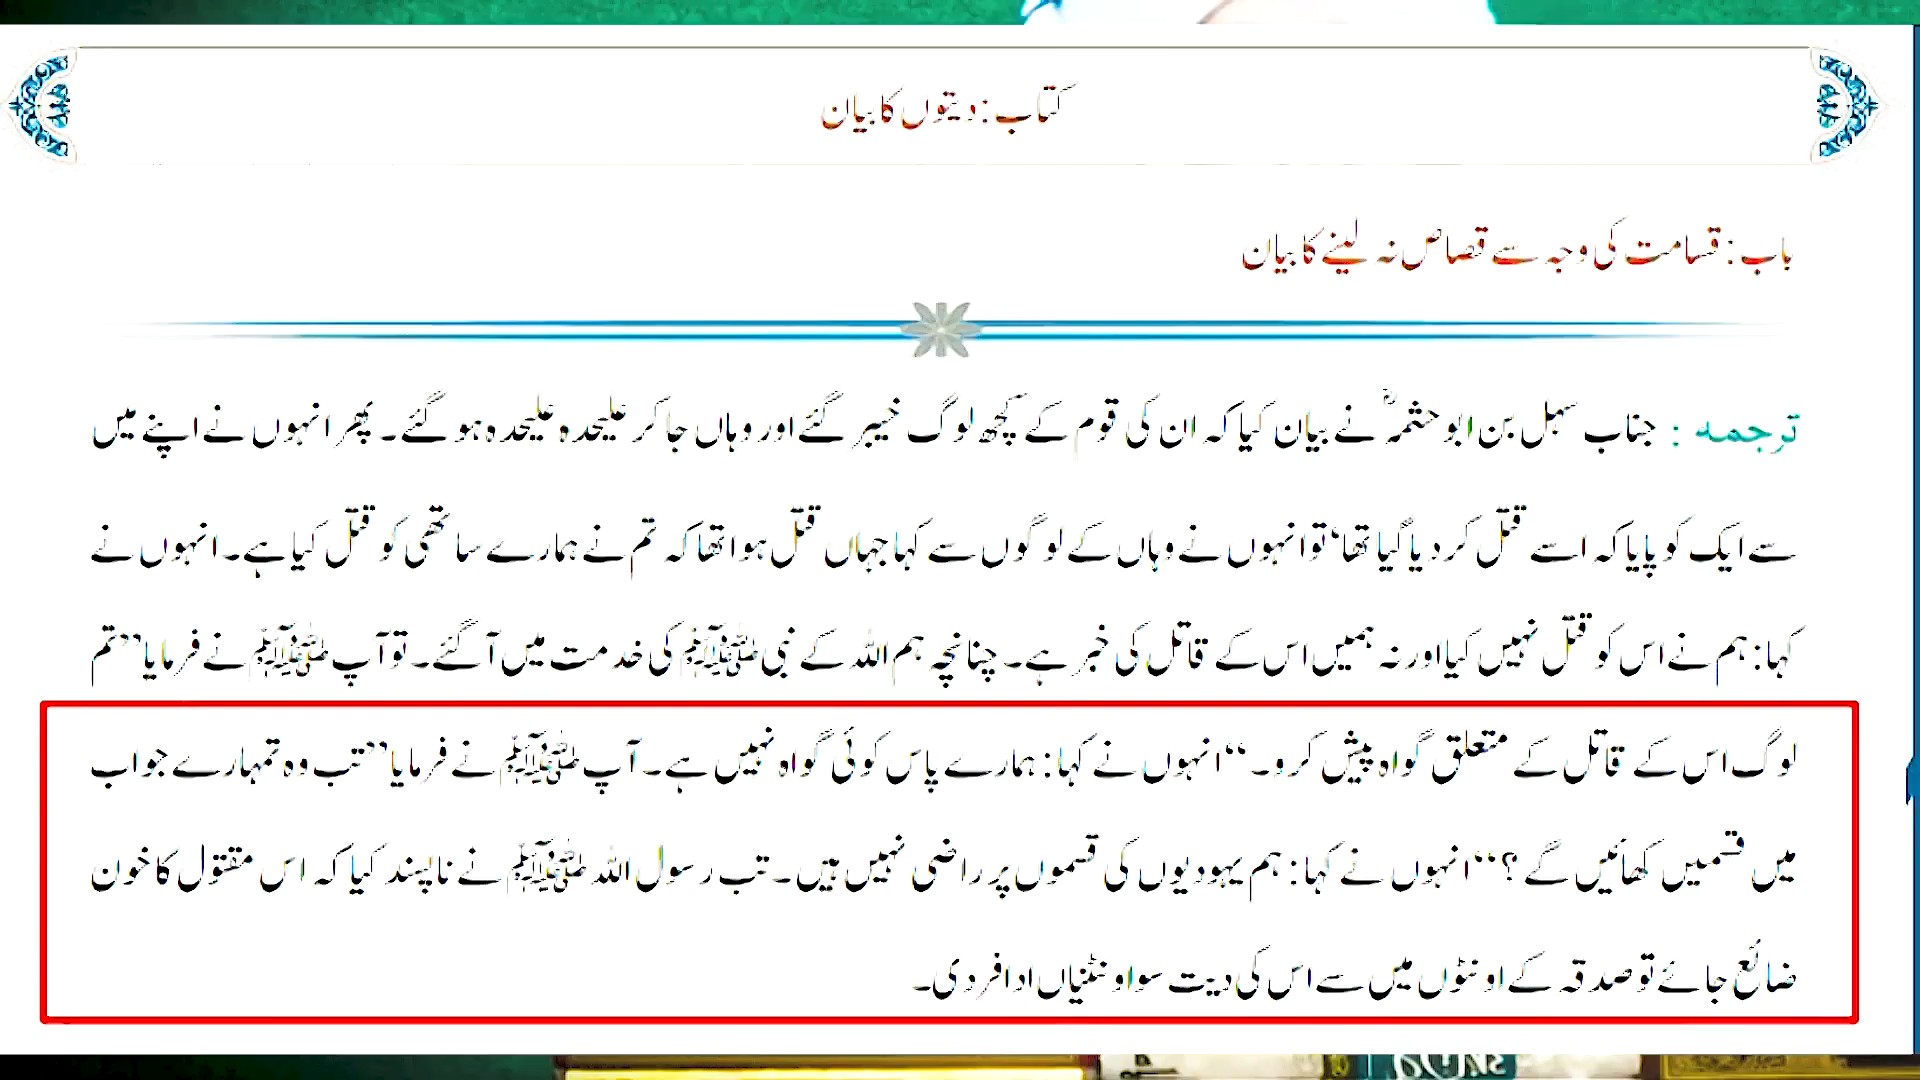 کتاب: دیتوں کا بیان
باب: قسامت کی وجہ سے قصاص نہ لینے کا بیان
ترجمہ : جناب سہل بن ابو حثمہؓ نے بیان کیا کہ ان کی قوم کے کچھ لوگ خیبر گئے اور وہاں جا کر علیحدہ علیحدہ ہو گئے۔ پھر انہوں نے اپنے میں
سے ایک کو پایا کہ اسے قتل کر دیا گیا تھا‘ تو انہوں نے وہاں کے لوگوں سے کہا جہاں قتل ہوا تھا کہ تم نے ہمارے ساتھی کو قتل کیا ہے۔ انہوں نے
کہا: ہم نے اس کو قتل نہیں کیا اور نہ ہمیں اس کے قاتل کی خبر ہے۔ چنانچہ ہم اللہ کے نبی ﷺ کی خدمت میں آ گئے۔ تو آپ ﷺ نے فرمایا ’’تم
لوگ اس کے قاتل کے متعلق گواہ پیش کرو۔‘‘ انہوں نے کہا: ہمارے پاس کوئی گواہ نہیں ہے۔ آپ ﷺ نے فرمایا ’’تب وہ تمہارے جواب
میں قسمیں کھائیں گے؟‘‘ انہوں نے کہا: ہم یہودیوں کی قسموں پر راضی نہیں ہیں۔ تب رسول اللہ ﷺ نے ناپسند کیا کہ اس مقتول کا خون
ضائع جائے تو صدقہ کے اونٹوں میں سے اس کی دیت سو اونٹنیاں ادا فر دی۔